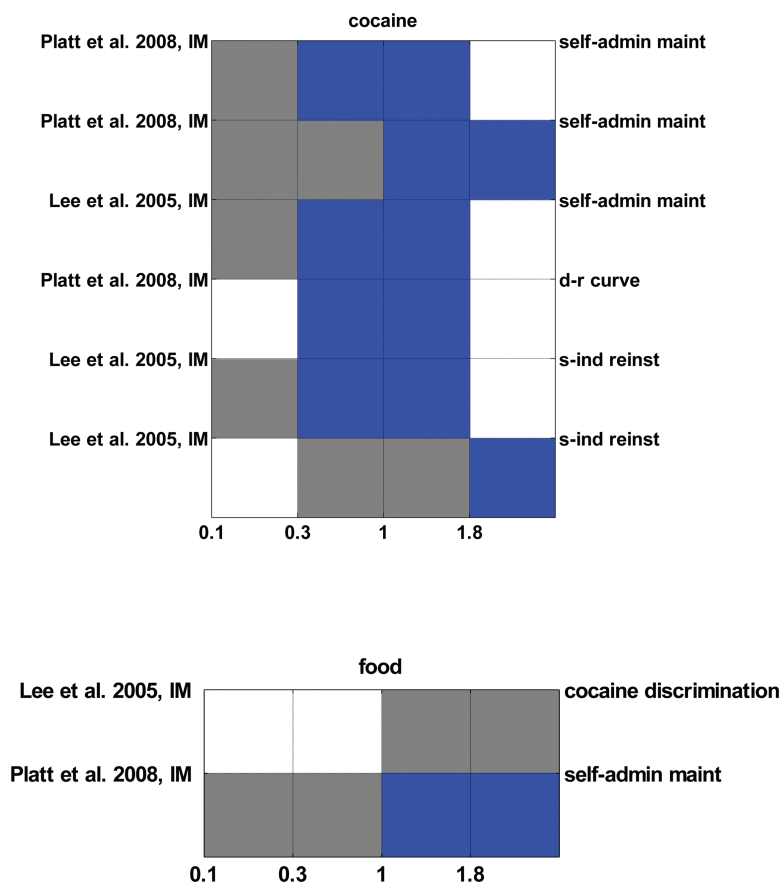 cocaine
Platt et al. 2008, IM self-admin maint
Platt et al. 2008, IM self-admin maint
Lee et al. 2005, IM self-admin maint
Platt et al. 2008, IM d-r curve
Lee et al. 2005, IM s-ind reinst
Lee et al. 2005, IM s-ind reinst
0.1 0.3 1 1.8
food
Lee et al. 2005, IM cocaine discrimination
Platt et al. 2008, IM self-admin maint
0.1 0.3 1 1.8